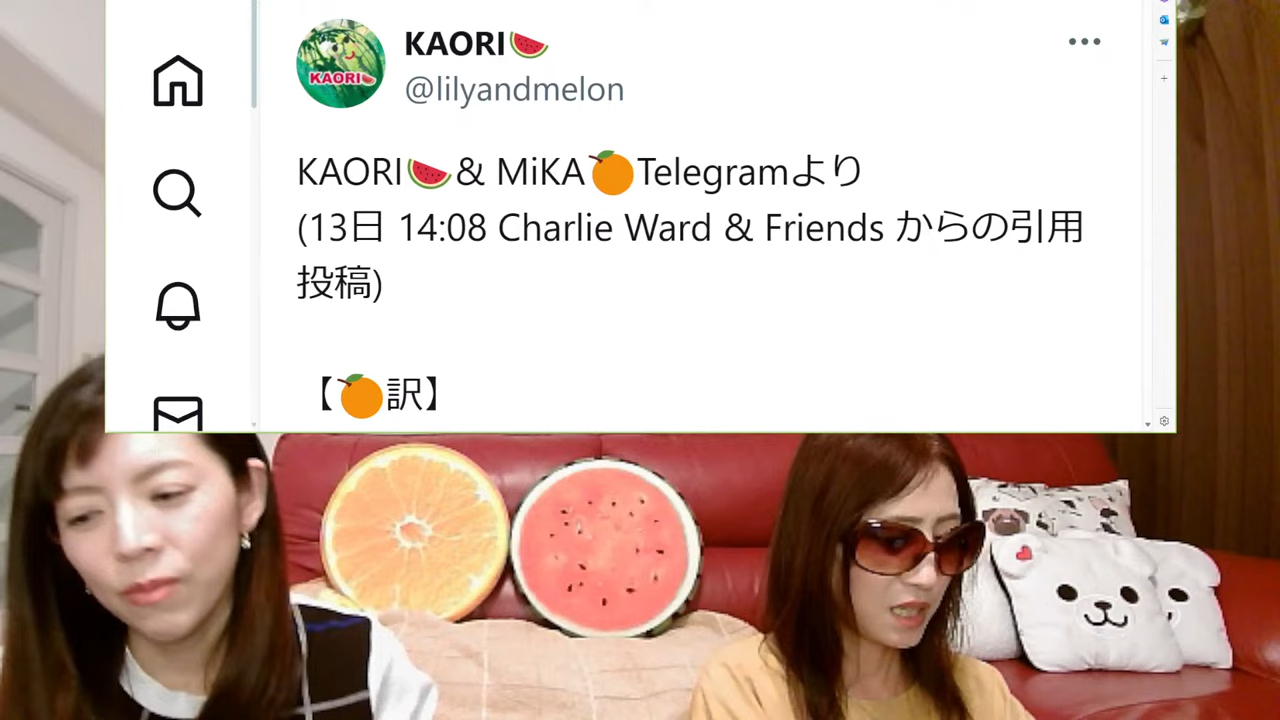 KAORI🍉
KAORI🍉
@lilyandmelon
KAORI🍉& MiKA🍊Telegramより
(13日 14:08 Charlie Ward & Friends からの引用
投稿)
【🍊訳】